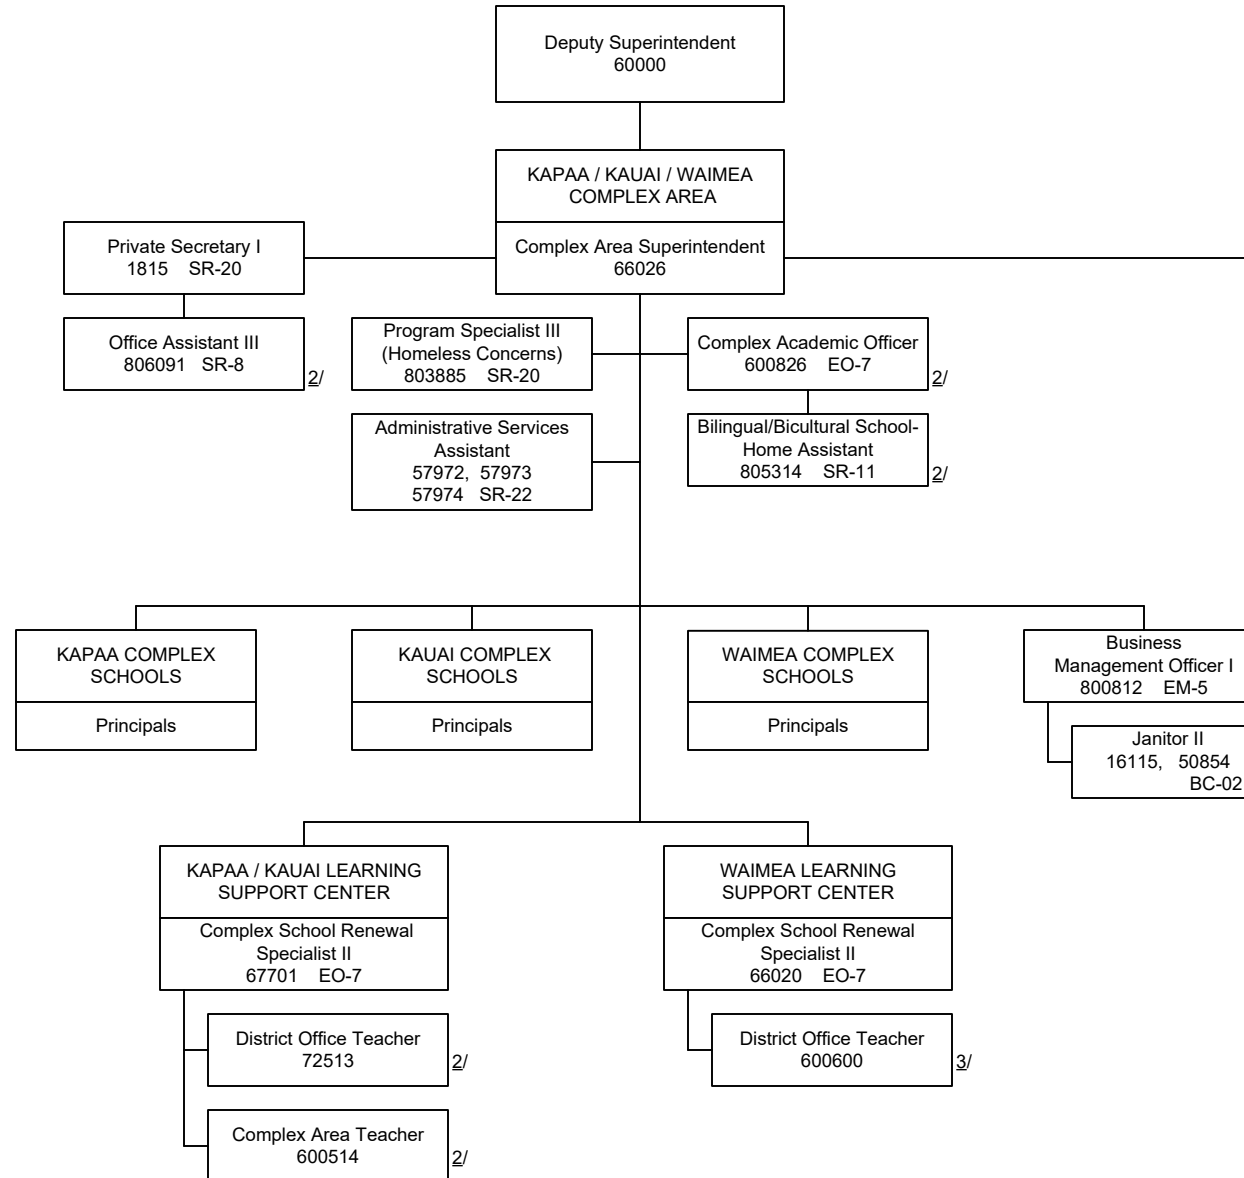 Deputy Superintendent
60000
KAPAA / KAUAI / WAIMEA
COMPLEX AREA
Complex Area Superintendent
66026
Private Secretary I
1815 SR-20
Office Assistant III
806091 SR-8
2/
Program Specialist III
(Homeless Concerns)
803885 SR-20
Complex Academic Officer
600826 EO-7
2/
Administrative Services
Assistant
57972, 57973
57974 SR-22
Bilingual/Bicultural School-
Home Assistant
805314 SR-11
2/
KAPAA COMPLEX
SCHOOLS
Principals
KAUAI COMPLEX
SCHOOLS
Principals
WAIMEA COMPLEX
SCHOOLS
Principals
Business
Management Officer I
800812 EM-5
Janitor II
16115, 50854
BC-02
KAPAA / KAUAI LEARNING
SUPPORT CENTER
Complex School Renewal
Specialist II
67701 EO-7
District Office Teacher
72513
2/
Complex Area Teacher
600514
2/
WAIMEA LEARNING
SUPPORT CENTER
Complex School Renewal
Specialist II
66020 EO-7
District Office Teacher
600600
3/